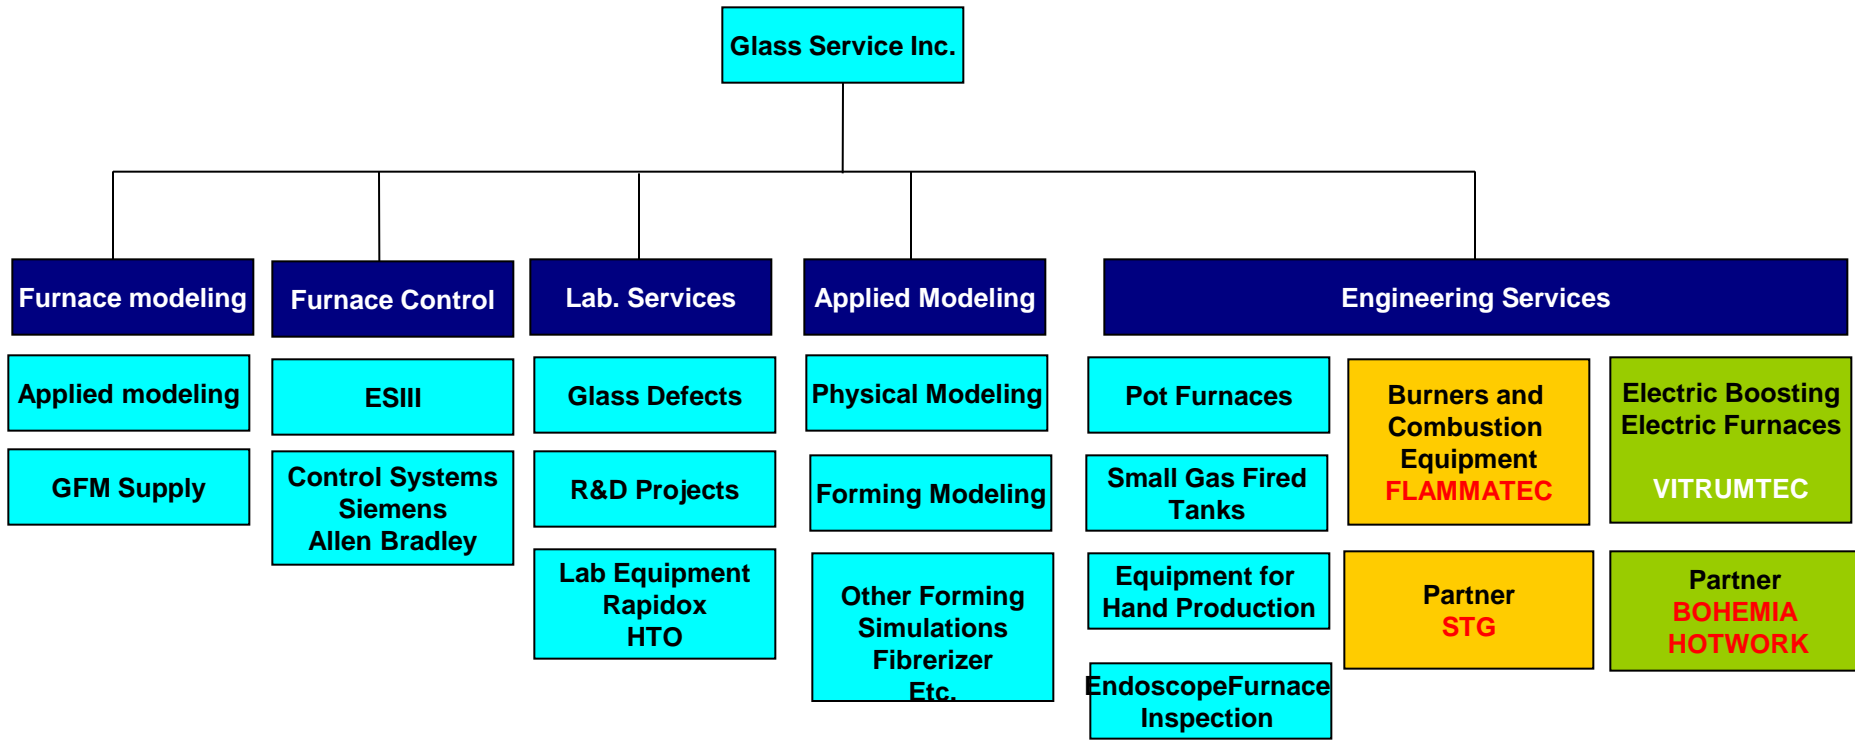 Glass Service Inc.
Furnace modeling
Furnace Control
Lab. Services
Applied Modeling
Engineering Services
Applied modeling
GFM Supply
ESIII
Control Systems
Siemens
Allen Bradley
Glass Defects
R&D Projects
Lab Equipment
Rapidox
HTO
Physical Modeling
Forming Modeling
Other Forming
Simulations
Fibrerizer
Etc.
Pot Furnaces
Small Gas Fired
Tanks
Equipment for
Hand Production
EndoscopeFurnace
Inspection
Burners and
Combustion
Equipment
FLAMMATEC
Partner
STG
Electric Boosting
Electric Furnaces
VITRUMTEC
Partner
BOHEMIA
HOTWORK